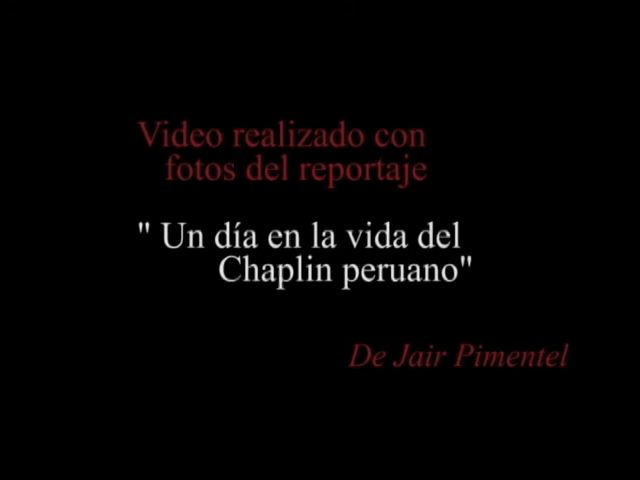 Video realizado con
fotos del reportaje
" Un día en la vida del
Chaplin peruano"
De Jair Pimentel